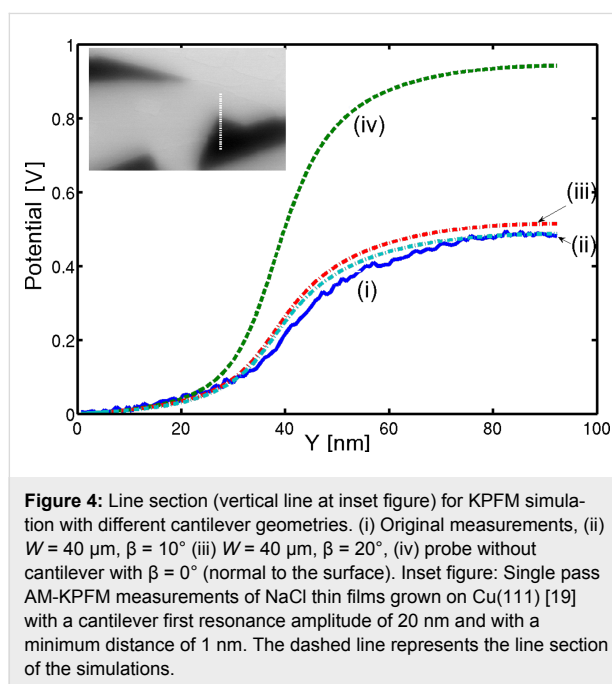 1
0.8
0.6
0.4
0.2
0
Potential [V]
(iv)
(iii)
(ii)
(i)
0 20 40 60 80 100
Y [nm]
Figure 4: Line section (vertical line at inset figure) for KPFM simula-
tion with different cantilever geometries. (i) Original measurements, (ii)
W = 40 µm, β = 10° (iii) W = 40 µm, β = 20°, (iv) probe without
cantilever with β = 0° (normal to the surface). Inset figure: Single pass
AM-KPFM measurements of NaCl thin films grown on Cu(111) [19]
with a cantilever first resonance amplitude of 20 nm and with a
minimum distance of 1 nm. The dashed line represents the line section
of the simulations.